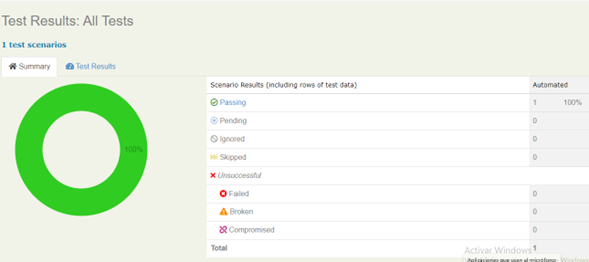 Test Results: All Tests
1 test scenarios
Summary Test Results
Scenario Results (including rows of test data) Automated
Passing 1 100%
Pending 0
Ignored 0
Skipped 0
Unsuccessful
Failed 0
Broken 0
Compromised 0
Total 1
100%
Activar Windows
Aplicaciones que usan el micrófono: Windows